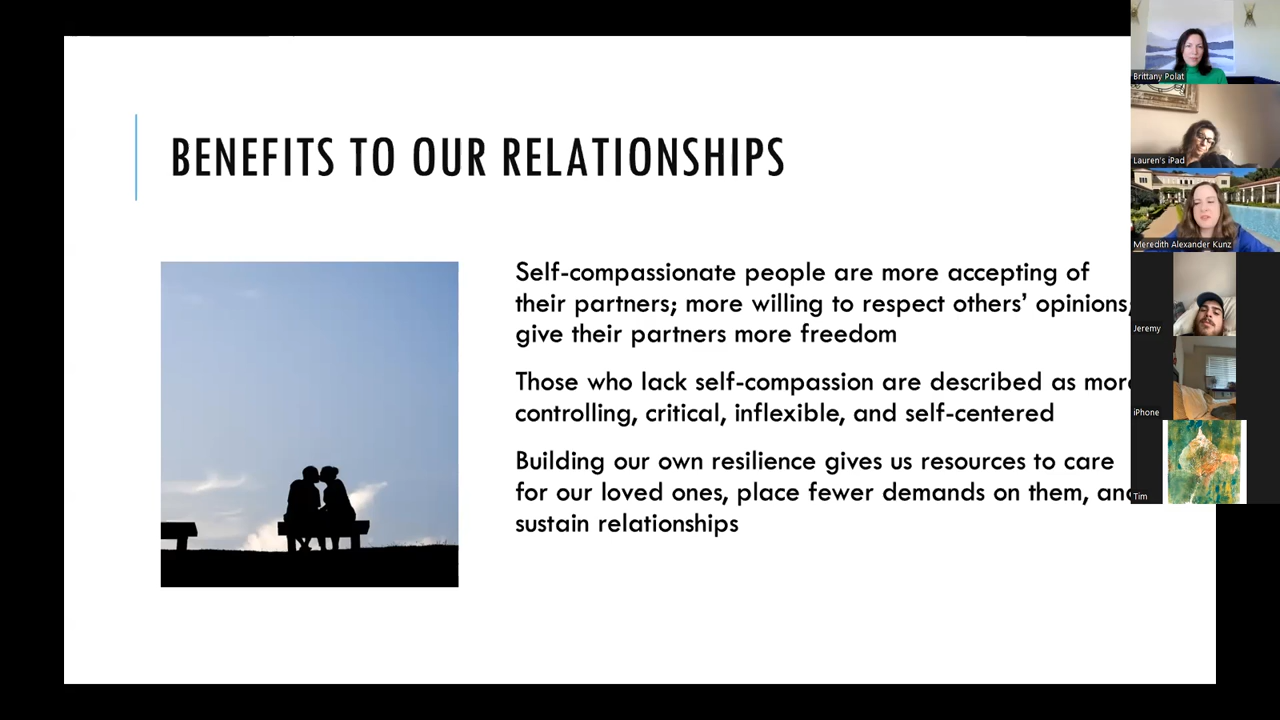 BENEFITS TO OUR RELATIONSHIPS
Self-compassionate people are more accepting of
their partners; more willing to respect others’ opinions;
give their partners more freedom
Those who lack self-compassion are described as more
controlling, critical, inflexible, and self-centered
Building our own resilience gives us resources to care
for our loved ones, place fewer demands on them, and
sustain relationships
Brittany Polat
Lauren's iPad
Meredith Alexander Kunz
Jeremy
iPhone
Tim